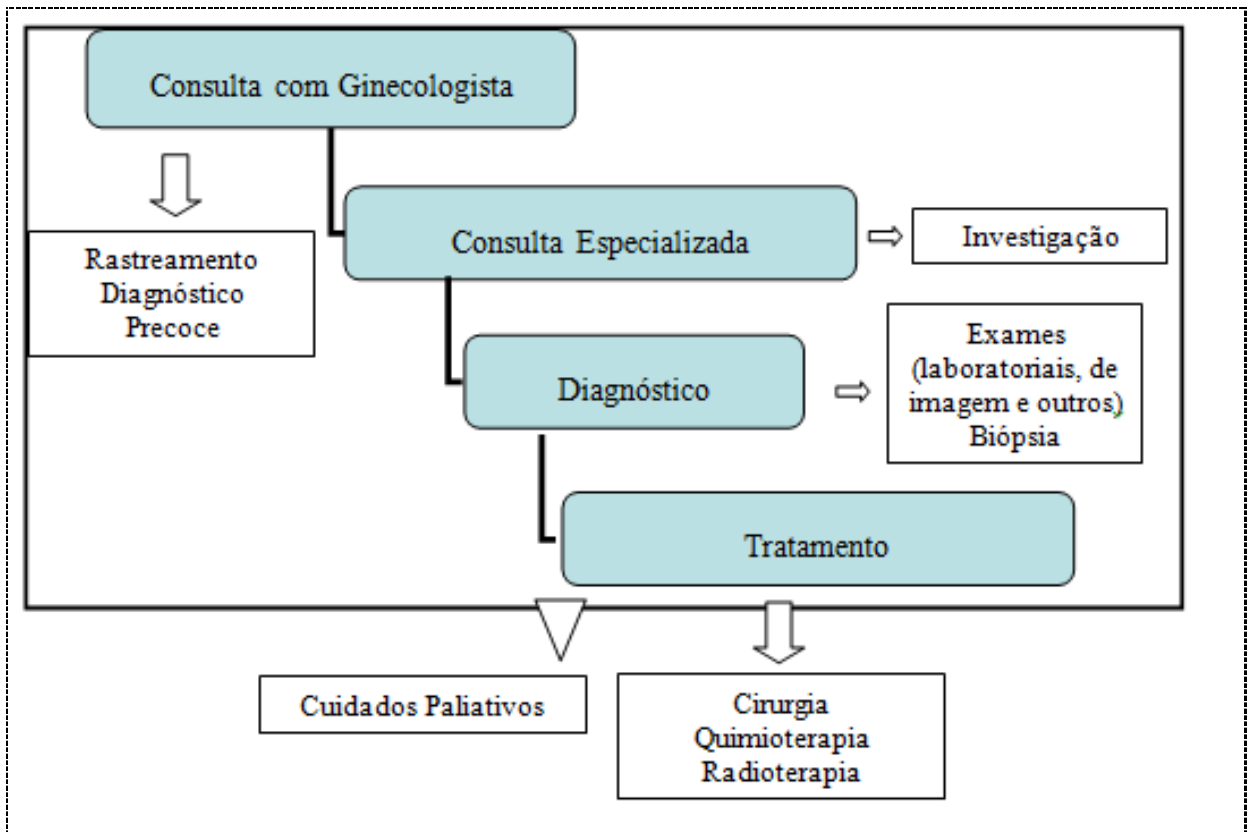 Consulta com Ginecologista
Rastreamento
Diagnóstico
Precoce
Consulta Especializada
Investigação
Diagnóstico
Exames
(laboratoriais, de
imagem e outros)
Biópsia
Tratamento
Cuidados Paliativos
Cirurgia
Quimioterapia
Radioterapia